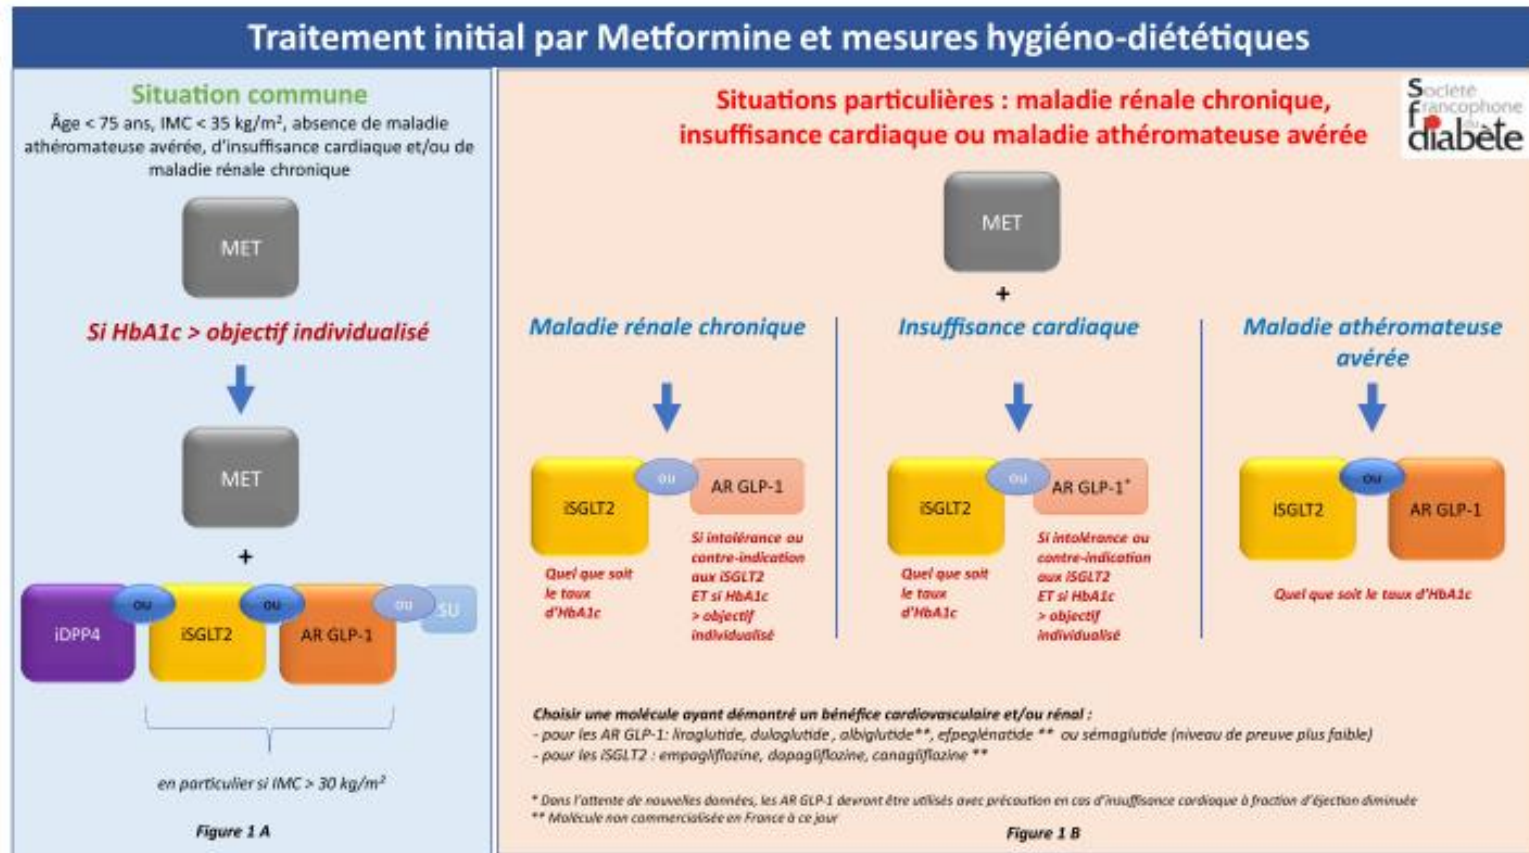 Traitement initial par Metformine et mesures hygiéno-diététiques
Situation commune
Âge < 75 ans, IMC < 35 kg/m², absence de maladie
athéromateuse avérée, d'insuffisance cardiaque et/ou de
maladie rénale chronique
MET
Si HbA1c > objectif individualisé
MET
+
iDPP4
ou
iSGLT2
ou
AR GLP-1
ou
SU
en particulier si IMC > 30 kg/m²
Figure 1 A
Situations particulières : maladie rénale chronique,
insuffisance cardiaque ou maladie athéromateuse avérée
Société
francophone
du
diabète
MET
+
Maladie rénale chronique
iSGLT2
ou
AR GLP-1
Quel que soit
le taux
d'HbA1c
Si intolérance ou
contre-indication
aux iSGLT2
ET si HbA1c
> objectif
individualisé
Insuffisance cardiaque
iSGLT2
ou
AR GLP-1*
Quel que soit
le taux
d'HbA1c
Si intolérance ou
contre-indication
aux iSGLT2
ET si HbA1c
> objectif
individualisé
Maladie athéromateuse
avérée
iSGLT2
ou
AR GLP-1
Quel que soit le taux d'HbA1c
Choisir une molécule ayant démontré un bénéfice cardiovasculaire et/ou rénal :
- pour les AR GLP-1: liraglutide, dulaglutide , albiglutide**, efpeglénatide ** ou sémaglutide (niveau de preuve plus faible)
- pour les iSGLT2 : empagliflozine, dapagliflozine, canagliflozine **
* Dans l'attente de nouvelles données, les AR GLP-1 devront être utilisés avec précaution en cas d'insuffisance cardiaque à fraction d'éjection diminuée
** Molécule non commercialisée en France à ce jour
Figure 1 B